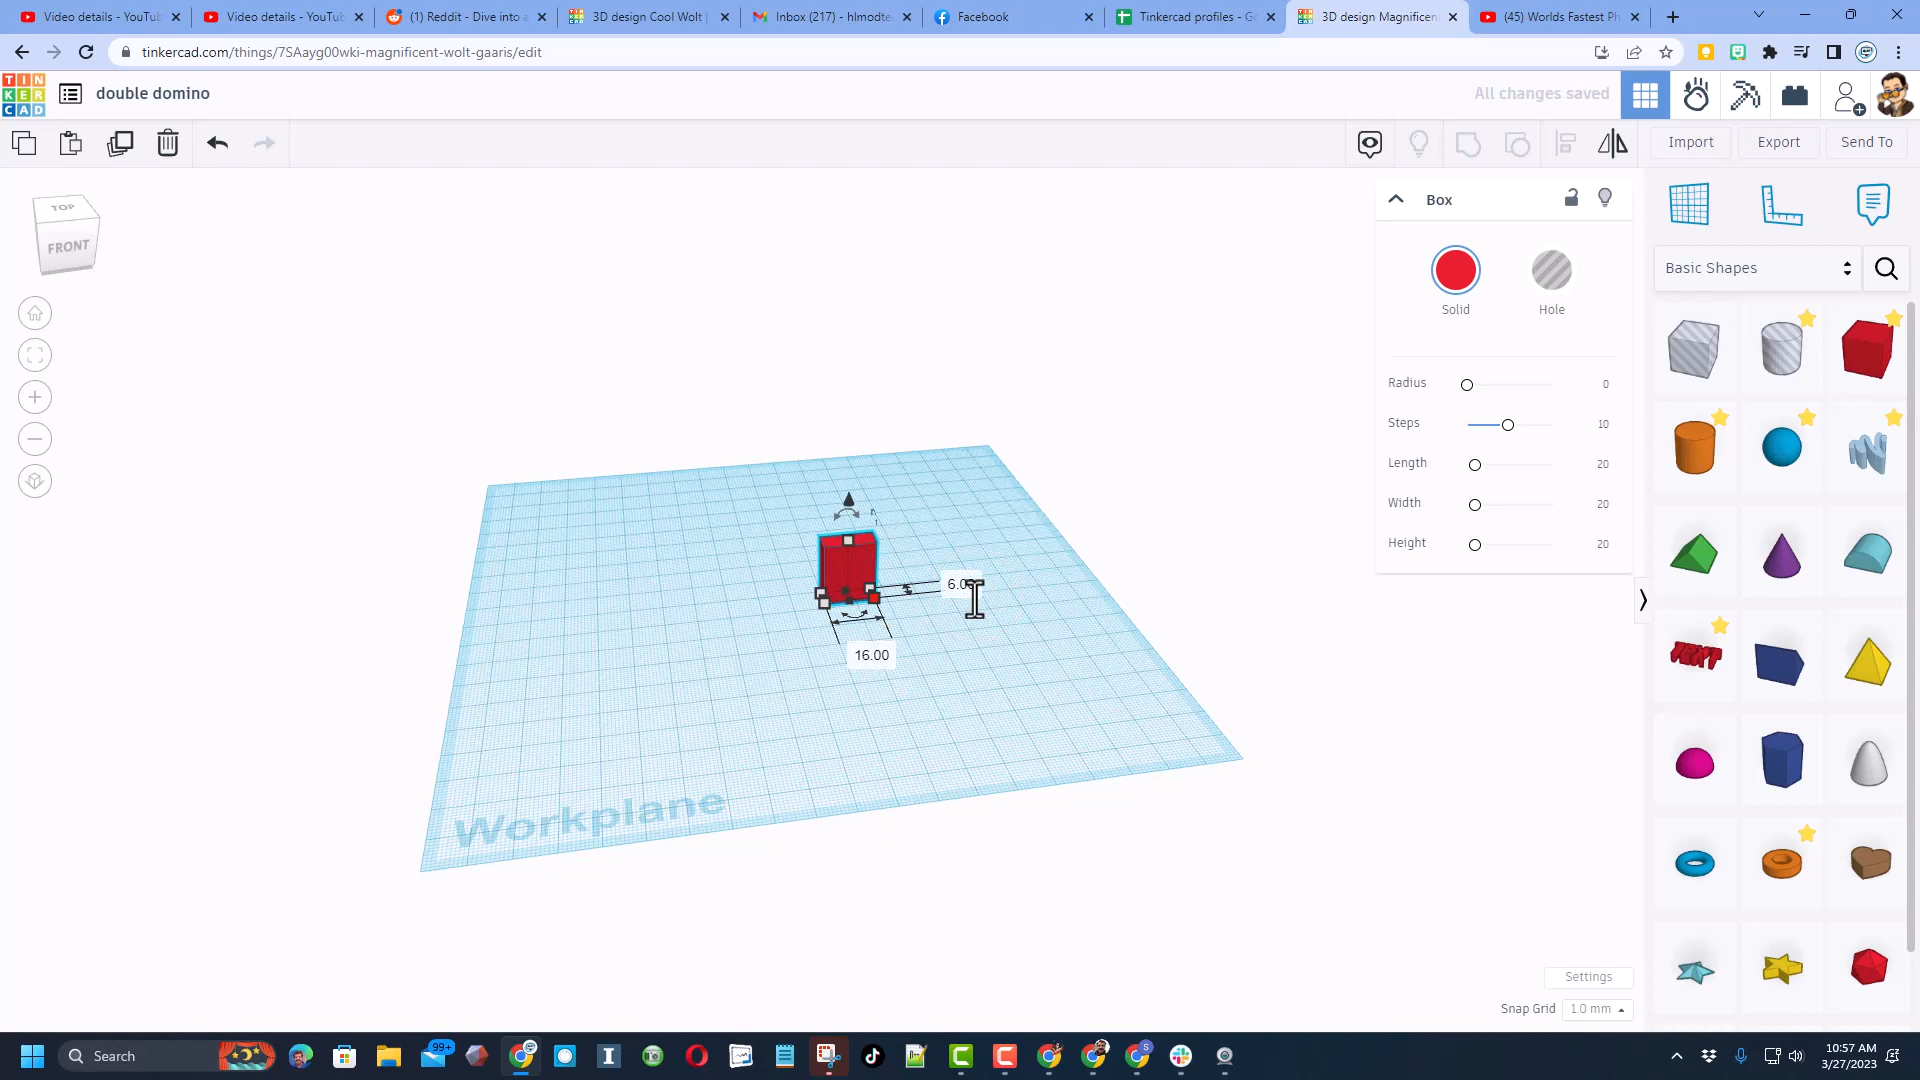 Video details - YouTub
Video details - YouTub
(1) Reddit - Dive into a
3D design Cool Wolt |
Inbox (217) - hlmodte
Facebook
Tinkercad profiles - Go
3D design Magnificen
(45) Worlds Fastest Ph
tinkercad.com/things/7SAayg00wki-magnificent-wolt-gaaris/edit
TIN
KER
CAD
double domino
All changes saved
Import
Export
Send To
TOP
FRONT
Box
Solid
Hole
Radius 0
Steps 10
Length 20
Width 20
Height 20
Basic Shapes
TEXT
16.00
Workplane
Settings
Snap Grid 1.0 mm
Search
99+
10:57 AM
3/27/2023